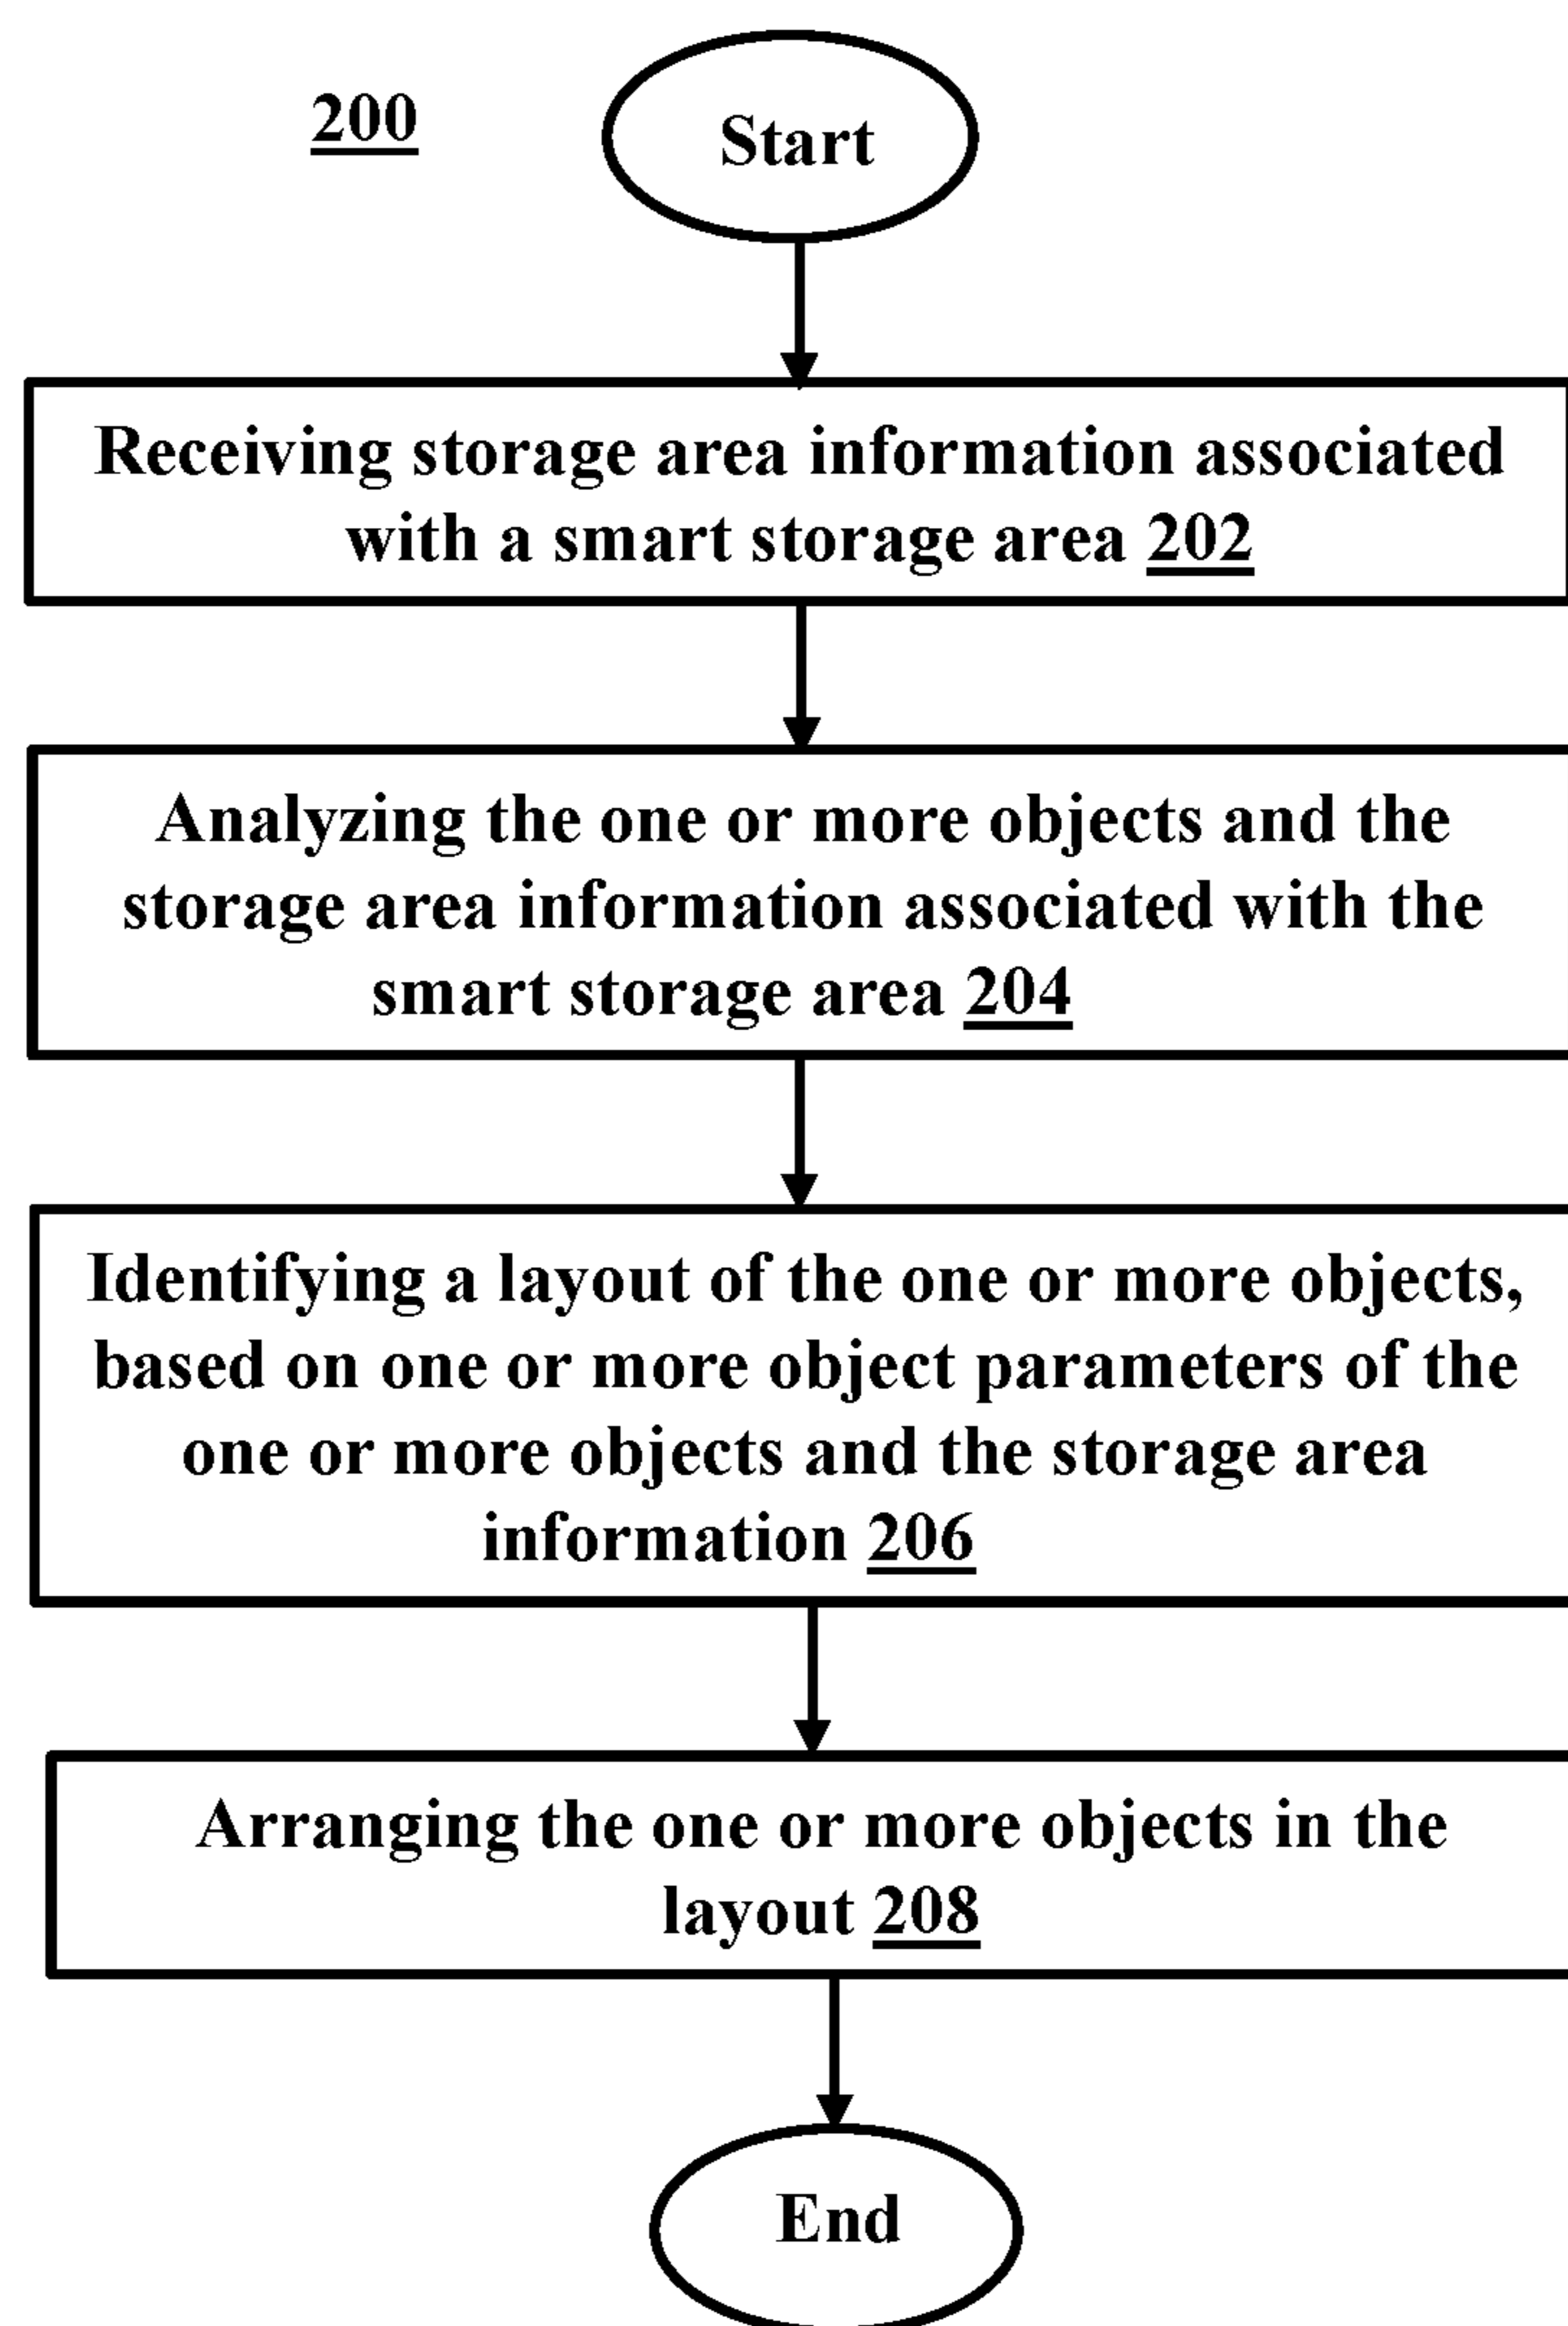 200
Start
Receiving storage area information associated
with a smart storage area 202
Analyzing the one or more objects and the
storage area information associated with the
smart storage area 204
Identifying a layout of the one or more objects,
based on one or more object parameters of the
one or more objects and the storage area
information 206
Arranging the one or more objects in the
layout 208
End